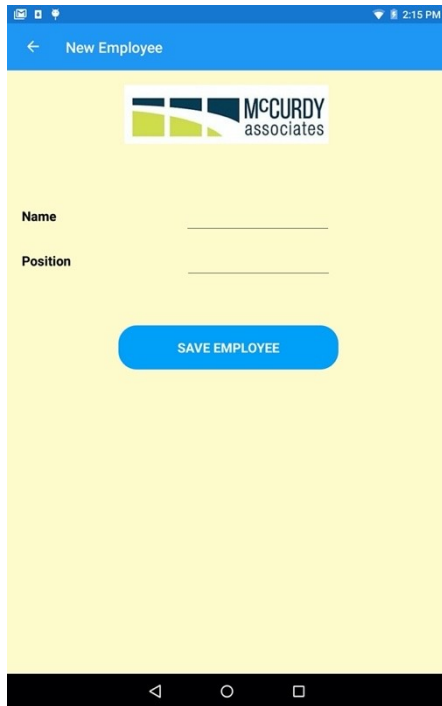 2:15 PM
New Employee
McCURDY
associates
Name
Position
SAVE EMPLOYEE